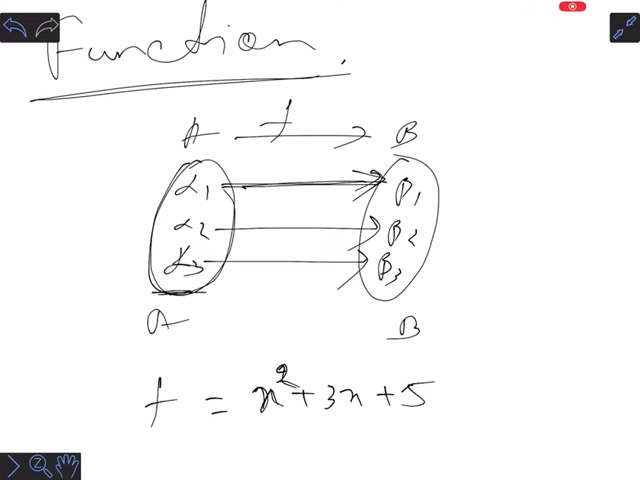 Function.
A f B
α1 β1
α2 β2
α3 β3
A B
f = x² + 3x + 5